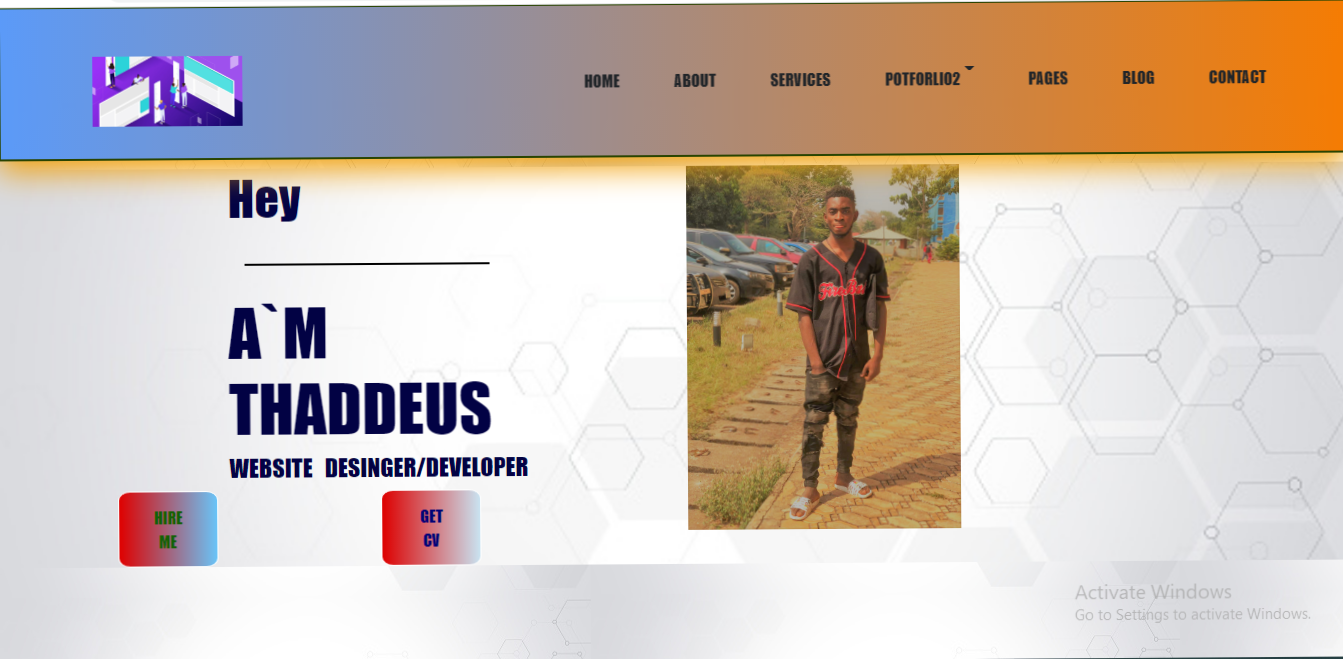 HOME ABOUT SERVICES POTFORLIO2 PAGES BLOG CONTACT
Hey
A`M
THADDEUS
WEBSITE DESINGER/DEVELOPER
HIRE
ME
GET
CV
Activate Windows
Go to Settings to activate Windows.